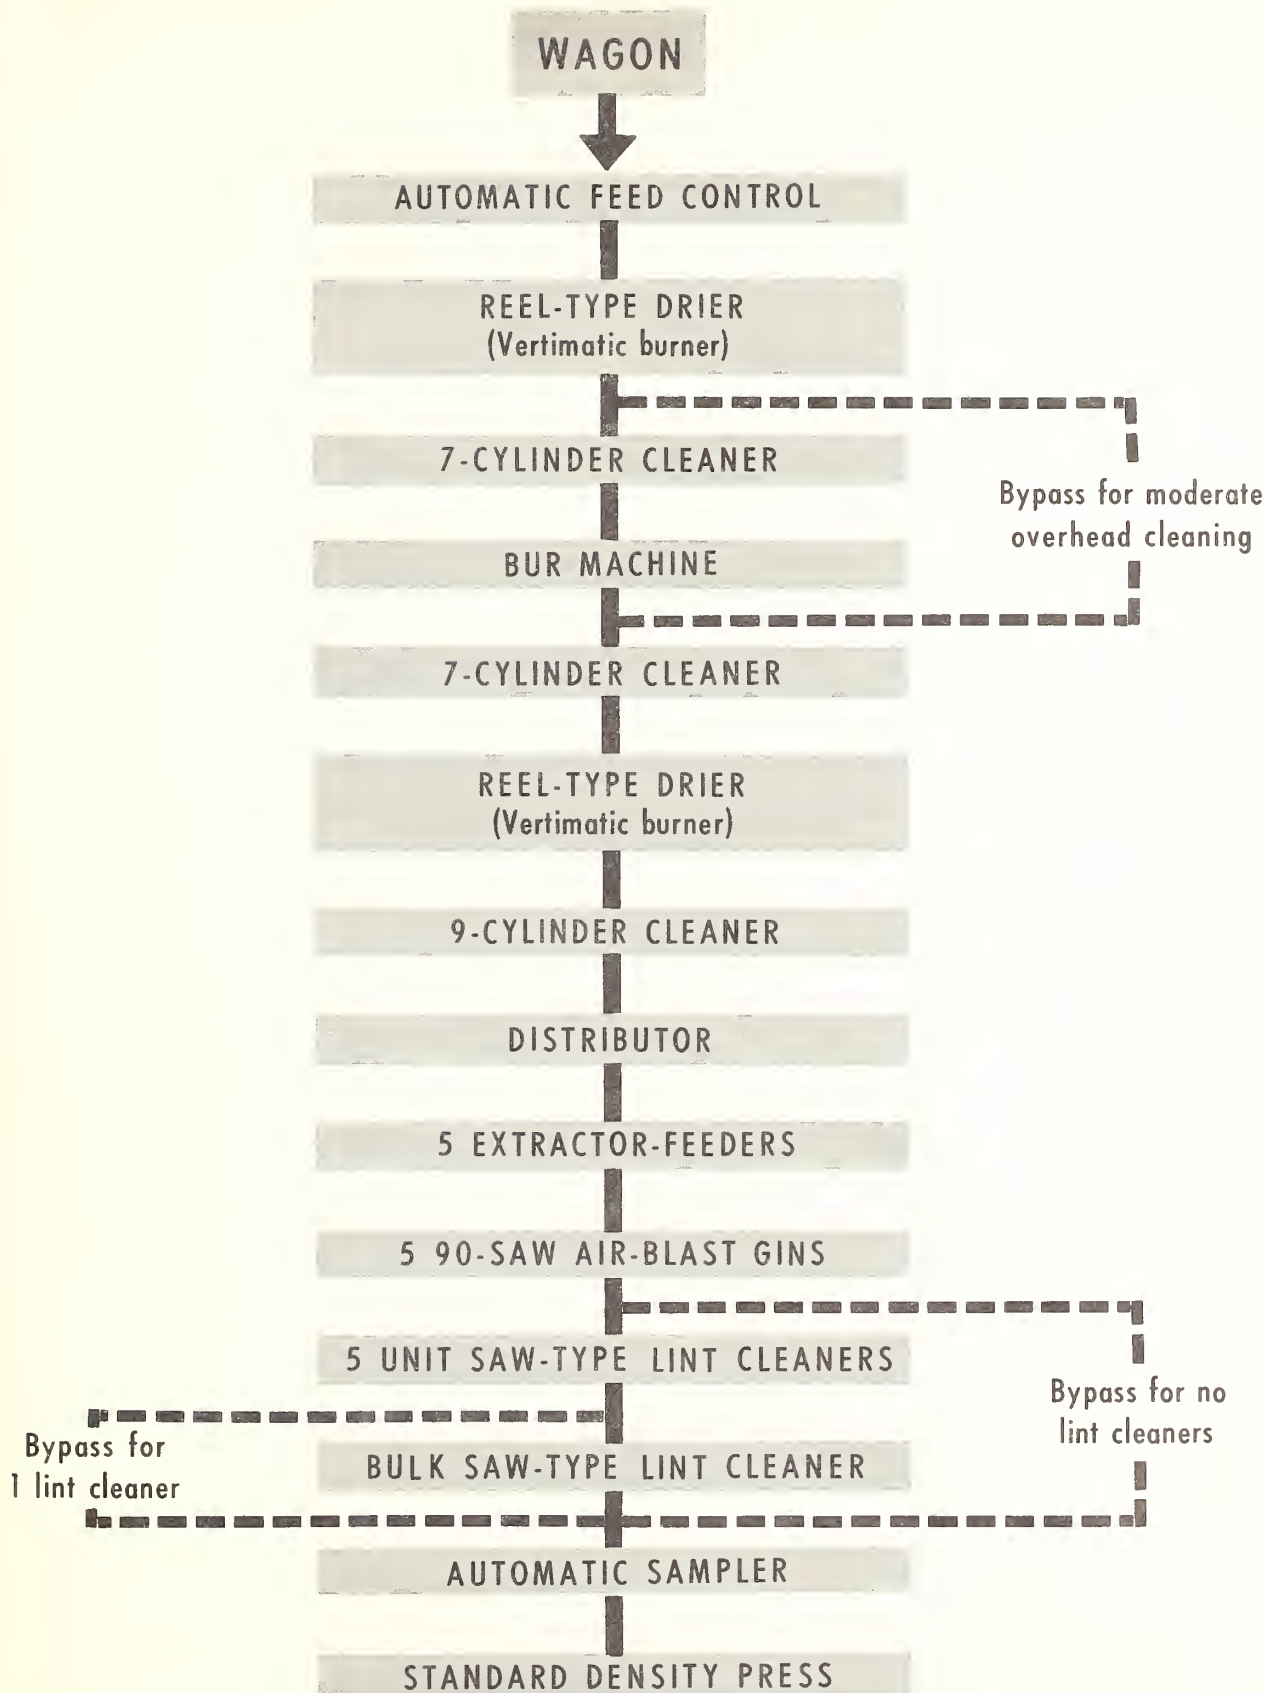 WAGON
AUTOMATIC FEED CONTROL
REEL-TYPE DRIER
(Vertimatic burner)
7-CYLINDER CLEANER
Bypass for moderate
overhead cleaning
BUR MACHINE
7-CYLINDER CLEANER
REEL-TYPE DRIER
(Vertimatic burner)
9-CYLINDER CLEANER
DISTRIBUTOR
5 EXTRACTOR-FEEDERS
5 90-SAW AIR-BLAST GINS
5 UNIT SAW-TYPE LINT CLEANERS
Bypass for no
lint cleaners
Bypass for
1 lint cleaner
BULK SAW-TYPE LINT CLEANER
AUTOMATIC SAMPLER
STANDARD DENSITY PRESS